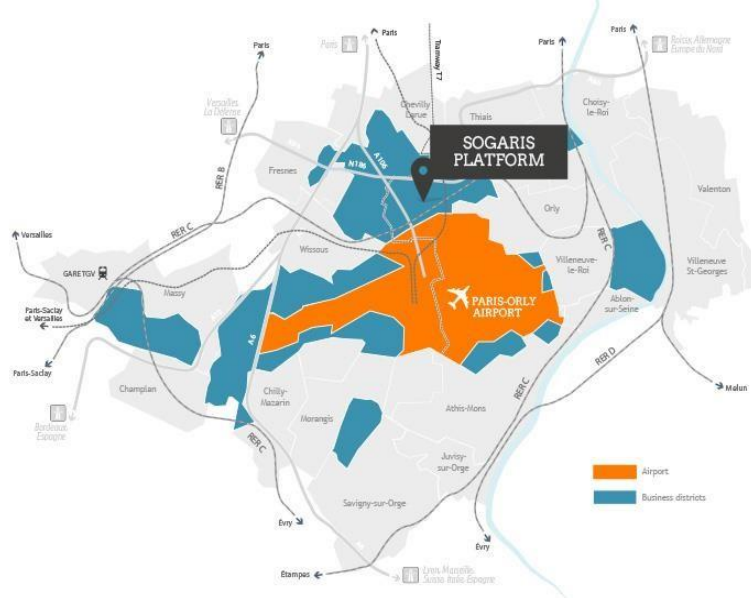 Paris
Paris
Paris
Tramway T7
Paris
Paris
Roissy, Allemagne
Europe du Nord
Versailles
La Défense
Chevilly
Larue
Thiais
Choisy-
le-Roi
SOGARIS
PLATFORM
N186
A106
RER B
Fresnes
Valenton
RER C
Orly
Versailles
Wissous
RER C
GARE TGV
Massy
Villeneuve-
le-Roi
Villeneuve
St-Georges
PARIS-ORLY
AIRPORT
Ablon-
sur-Seine
Paris-Saclay
et Versailles
A6
Paris-Saclay
RER D
Melun
Champlan
Chilly-
Mazarin
RER C
Bordeaux
Espagne
Morangis
Athis-Mons
RER C
Juvisy-
sur-Orge
Airport
Business districts
Savigny-sur-Orge
Évry
Évry
Étampes
Lyon, Marseille,
Suisse, Italie, Espagne